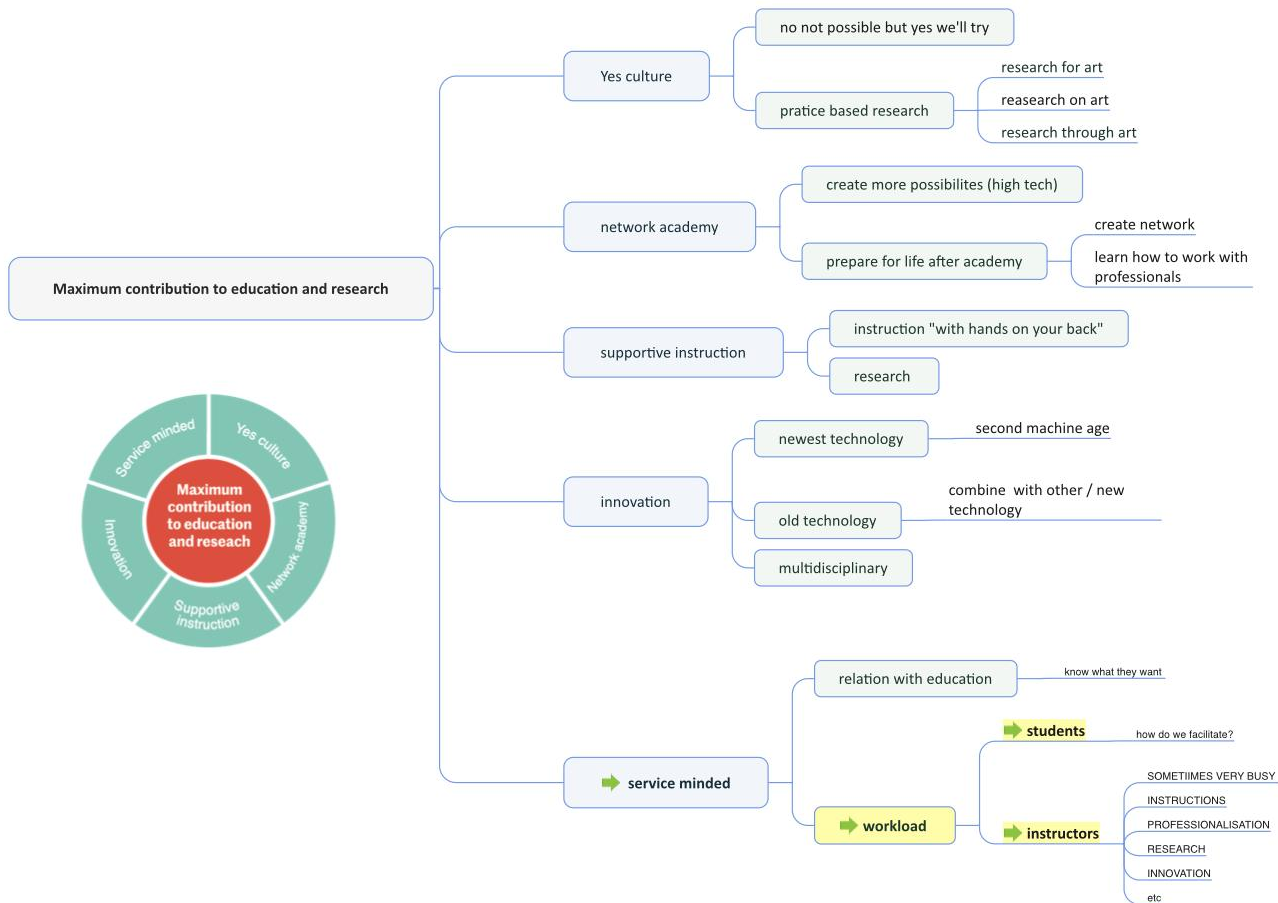 no not possible but yes we'll try
Yes culture
research for art
pratice based research
reasearch on art
research through art
create more possibilites (high tech)
network academy
create network
prepare for life after academy
learn how to work with
professionals
Maximum contribution to education and research
instruction "with hands on your back"
supportive instruction
research
newest technology
second machine age
innovation
combine with other / new
technology
old technology
multidisciplinary
Service minded
Yes culture
Maximum
contribution
to education
and reseach
Innovation
Network academy
Supportive
instruction
relation with education
know what they want
students
how do we facilitate?
service minded
workload
instructors
SOMETIIMES VERY BUSY
INSTRUCTIONS
PROFESSIONALISATION
RESEARCH
INNOVATION
etc